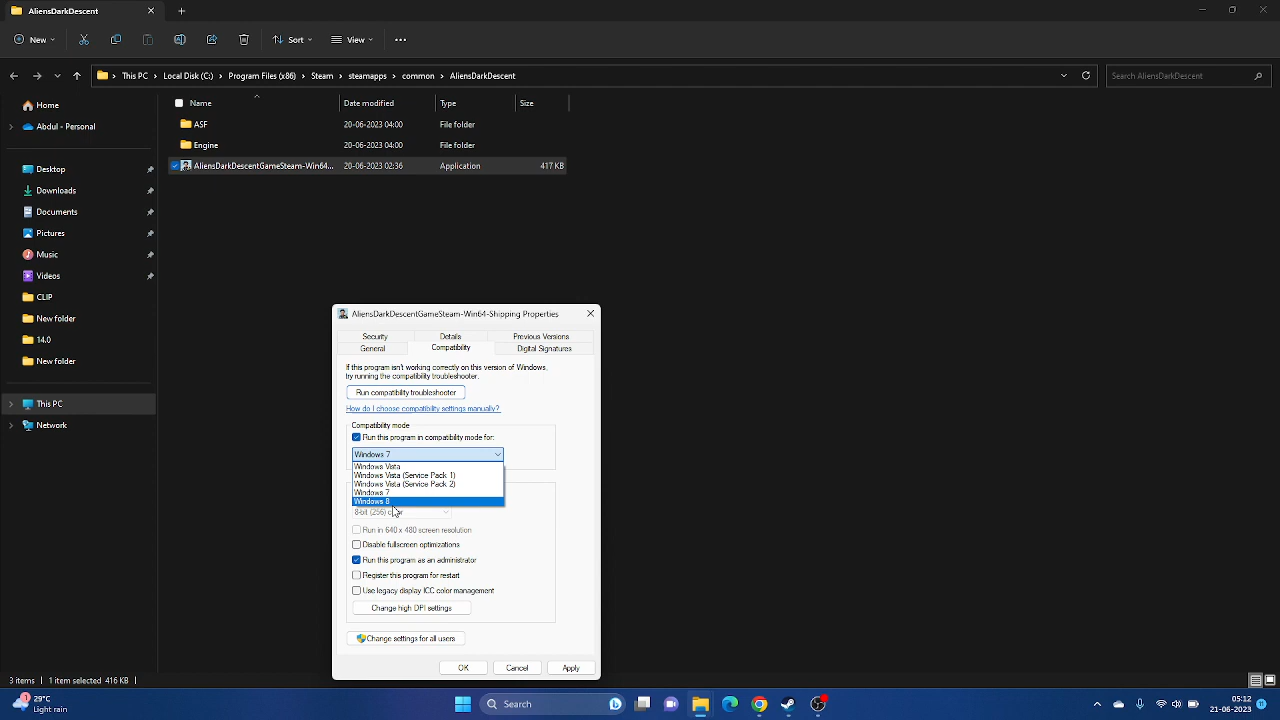 AliensDarkDescent
New
Sort
View
This PC > Local Disk (C:) > Program Files (x86) > Steam > steamapps > common > AliensDarkDescent
Search AliensDarkDescent
Name Date modified Type Size
Home
Abdul - Personal
ASF 20-06-2023 04:00 File folder
Engine 20-06-2023 04:00 File folder
AliensDarkDescentGameSteam-Win64... 20-06-2023 02:36 Application 417 KB
Desktop
Downloads
Documents
Pictures
Music
Videos
CLIP
New folder
14.0
New folder
This PC
Network
AliensDarkDescentGameSteam-Win64-Shipping Properties
Security Details Previous Versions
General Compatibility Digital Signatures
If this program isn't working correctly on this version of Windows,
try running the compatibility troubleshooter.
Run compatibility troubleshooter
How do I choose compatibility settings manually?
Compatibility mode
Run this program in compatibility mode for:
Windows 7
Windows Vista
Windows Vista (Service Pack 1)
Windows Vista (Service Pack 2)
Windows 7
Windows 8
8-bit (256)
Run in 640 x 480 screen resolution
Disable fullscreen optimizations
Run this program as an administrator
Register this program for restart
Use legacy display ICC color management
Change high DPI settings
Change settings for all users
OK Cancel Apply
3 items 1 item selected 416 KB
1
29°C
Light rain
Search
05:12
21-06-2023